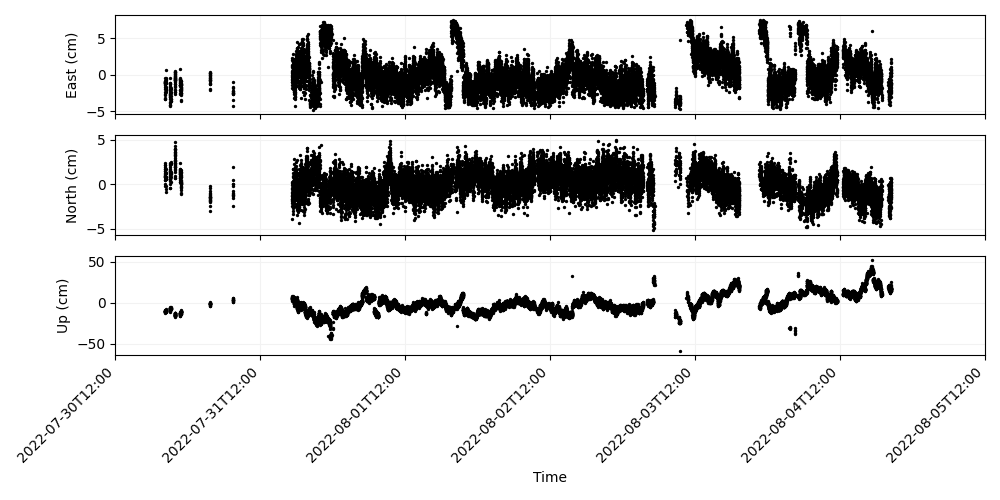 East (cm)
5
0
−5
North (cm)
5
0
−5
Up (cm)
50
0
−50
2022-07-30T12:00
2022-07-31T12:00
2022-08-01T12:00
2022-08-02T12:00
2022-08-03T12:00
2022-08-04T12:00
2022-08-05T12:00
Time